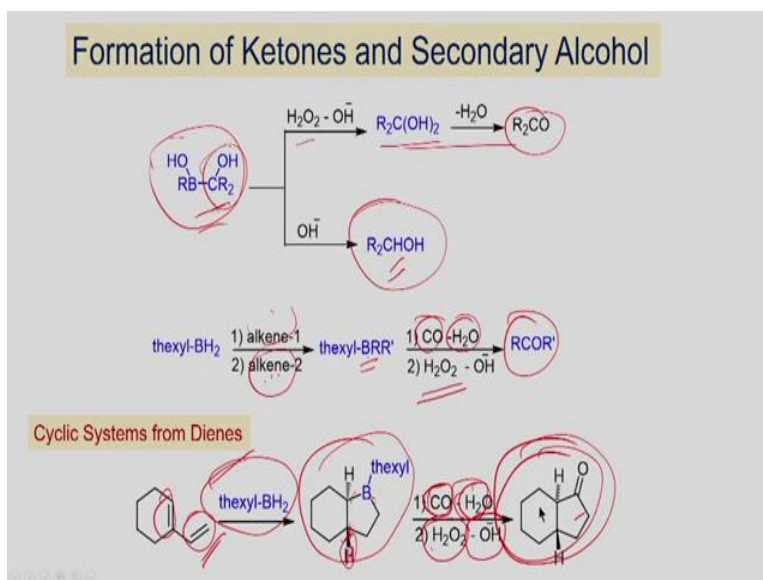 Formation of Ketones and Secondary Alcohol
H₂O₂ - OH̄
R₂C(OH)₂
-H₂O
R₂CO
HO OH
RB-CR₂
OH̄
R₂CHOH
thexyl-BH₂
1) alkene-1
2) alkene-2
thexyl-BRR'
1) CO -H₂O
2) H₂O₂ - OH̄
RCOR'
Cyclic Systems from Dienes
thexyl-BH₂
H
thexyl
B
H
1) CO - H₂O
2) H₂O₂ - OH̄
H
O
H